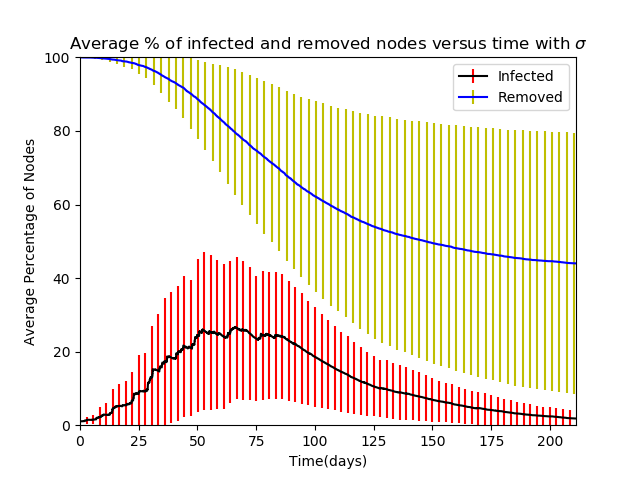 Average % of infected and removed nodes versus time with σ
Infected
Removed
Average Percentage of Nodes
100
80
60
40
20
0
0 25 50 75 100 125 150 175 200
Time(days)